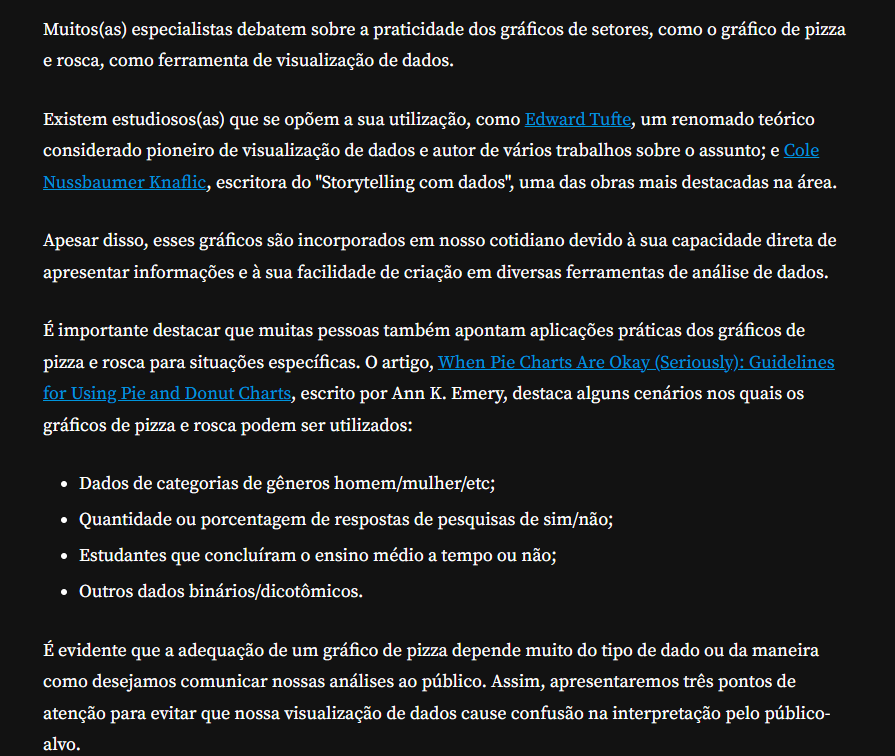 Muitos(as) especialistas debatem sobre a praticidade dos gráficos de setores, como o gráfico de pizza
e rosca, como ferramenta de visualização de dados.
Existem estudiosos(as) que se opõem a sua utilização, como Edward Tufte, um renomado teórico
considerado pioneiro de visualização de dados e autor de vários trabalhos sobre o assunto; e Cole
Nussbaumer Knaflic, escritora do "Storytelling com dados", uma das obras mais destacadas na área.
Apesar disso, esses gráficos são incorporados em nosso cotidiano devido à sua capacidade direta de
apresentar informações e à sua facilidade de criação em diversas ferramentas de análise de dados.
É importante destacar que muitas pessoas também apontam aplicações práticas dos gráficos de
pizza e rosca para situações específicas. O artigo, When Pie Charts Are Okay (Seriously): Guidelines
for Using Pie and Donut Charts, escrito por Ann K. Emery, destaca alguns cenários nos quais os
gráficos de pizza e rosca podem ser utilizados:
• Dados de categorias de gêneros homem/mulher/etc;
• Quantidade ou porcentagem de respostas de pesquisas de sim/não;
• Estudantes que concluíram o ensino médio a tempo ou não;
• Outros dados binários/dicotômicos.
É evidente que a adequação de um gráfico de pizza depende muito do tipo de dado ou da maneira
como desejamos comunicar nossas análises ao público. Assim, apresentaremos três pontos de
atenção para evitar que nossa visualização de dados cause confusão na interpretação pelo público-
alvo.